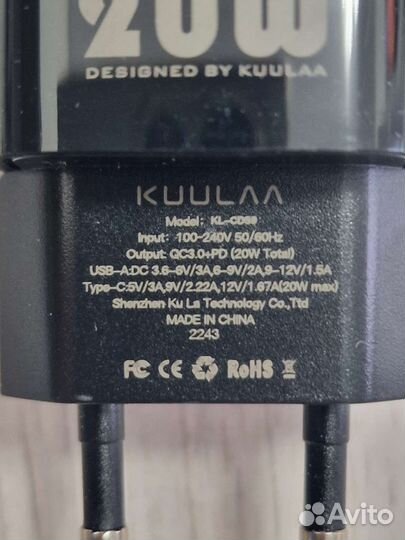 20W
DESIGNED BY KUULAA
KUULAA
Model: KL-CD58
Input: 100-240V 50/60Hz
Output: QC3.0+PD (20W Total)
USB-A:DC 3.6-6V/3A,6-9V/2A,9-12V/1.5A
Type-C:5V/3A,9V/2.22A,12V/1.67A(20W max)
Shenzhen Ku La Technology Co.,Ttd
MADE IN CHINA
2243
FC CE RoHS
Avito